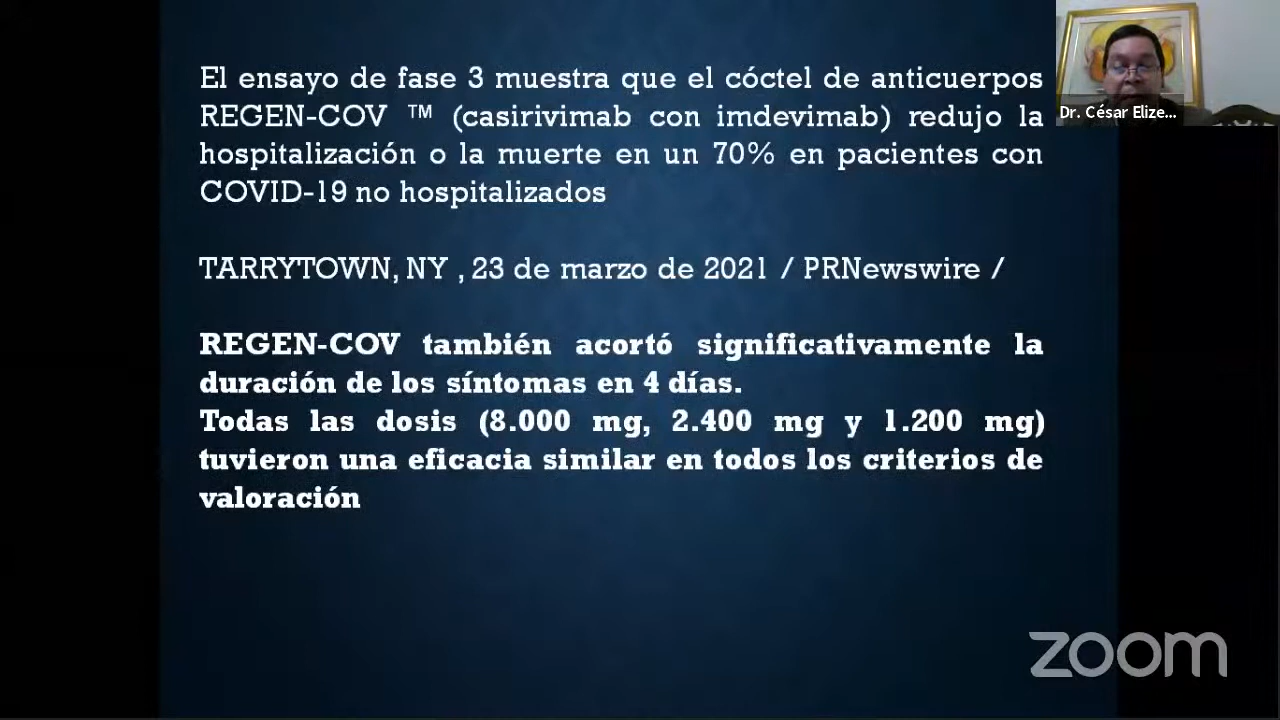 El ensayo de fase 3 muestra que el cóctel de anticuerpos
REGEN-COV ™ (casirivimab con imdevimab) redujo la
hospitalización o la muerte en un 70% en pacientes con
COVID-19 no hospitalizados
TARRYTOWN, NY , 23 de marzo de 2021 / PRNewswire /
REGEN-COV también acortó significativamente la
duración de los síntomas en 4 días.
Todas las dosis (8.000 mg, 2.400 mg y 1.200 mg)
tuvieron una eficacia similar en todos los criterios de
valoración
Dr. César Elize...
zoom